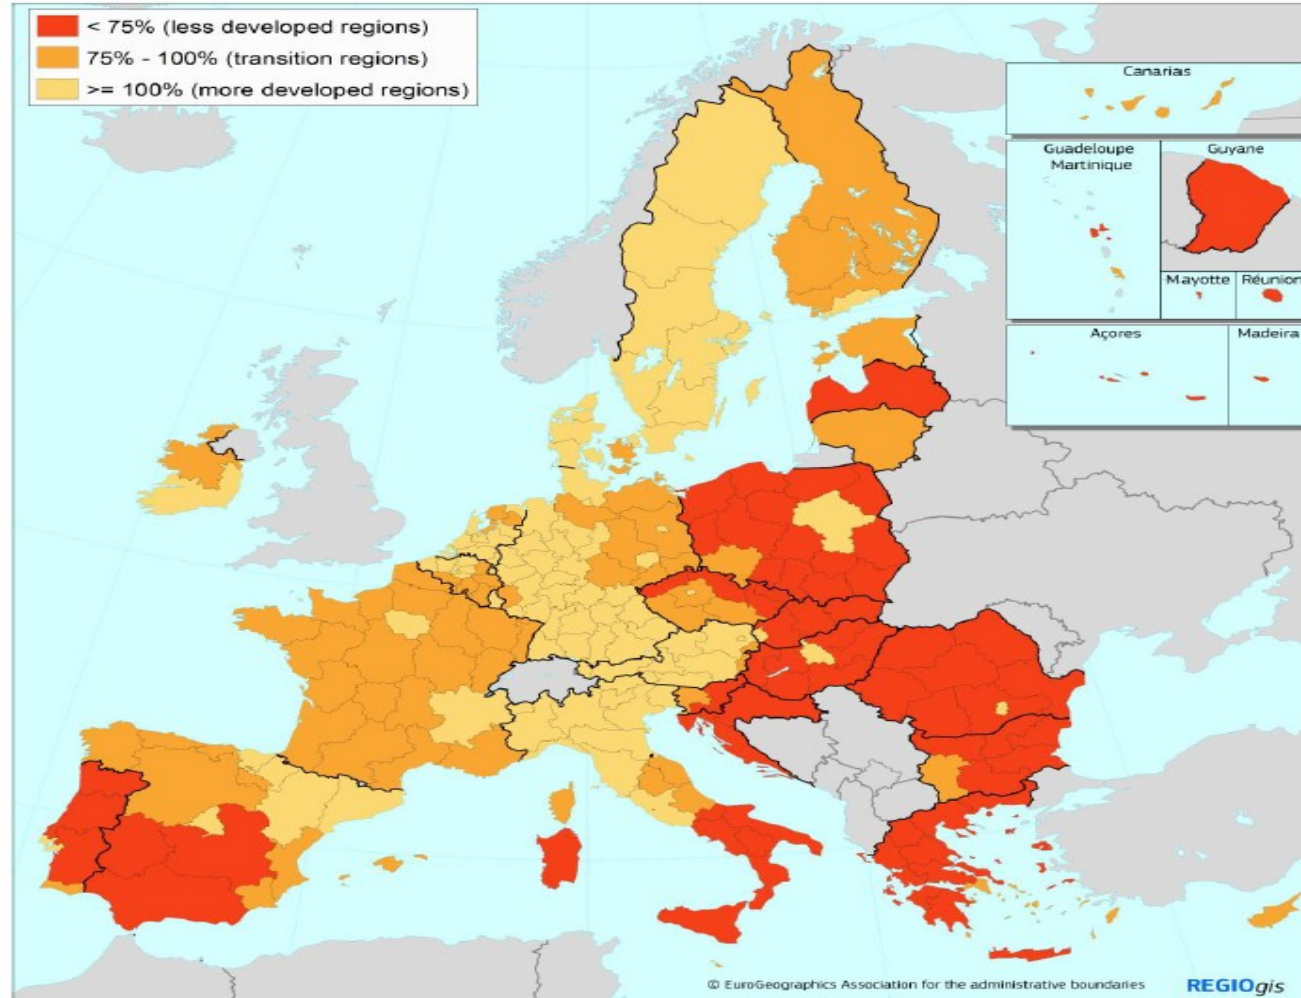 < 75% (less developed regions)
75% - 100% (transition regions)
>= 100% (more developed regions)
Canarias
Guadeloupe
Martinique
Guyane
Mayotte
Réunion
Açores
Madeira
© EuroGeographics Association for the administrative boundaries
REGIOgis